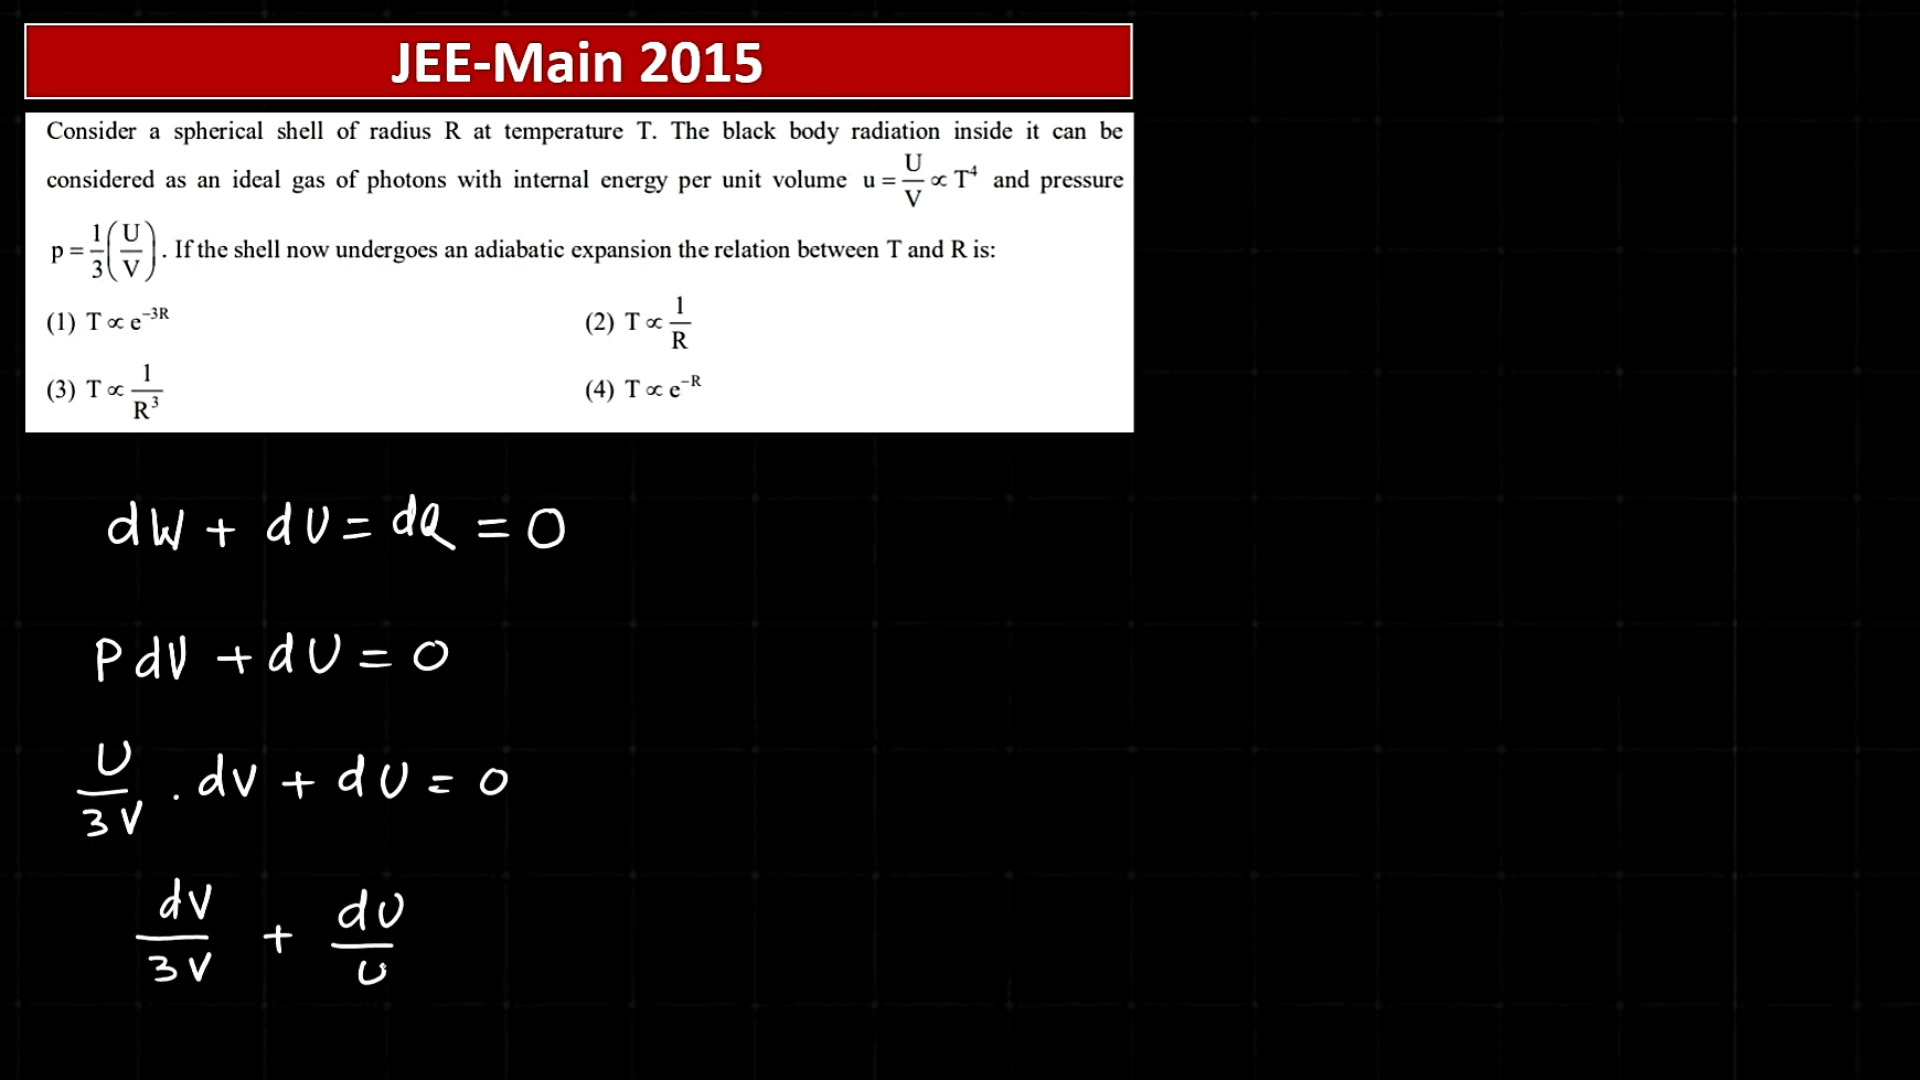 JEE-Main 2015
Consider a spherical shell of radius R at temperature T. The black body radiation inside it can be
considered as an ideal gas of photons with internal energy per unit volume u = U/V ∝ T⁴ and pressure
p = 1/3 (U/V). If the shell now undergoes an adiabatic expansion the relation between T and R is:
(1) T ∝ e⁻³ᴿ (2) T ∝ 1/R
(3) T ∝ 1/R³ (4) T ∝ e⁻ᴿ
dW + dU = dQ = 0
PdV + dU = 0
U/3V . dV + dU = 0
dV/3V + dU/U